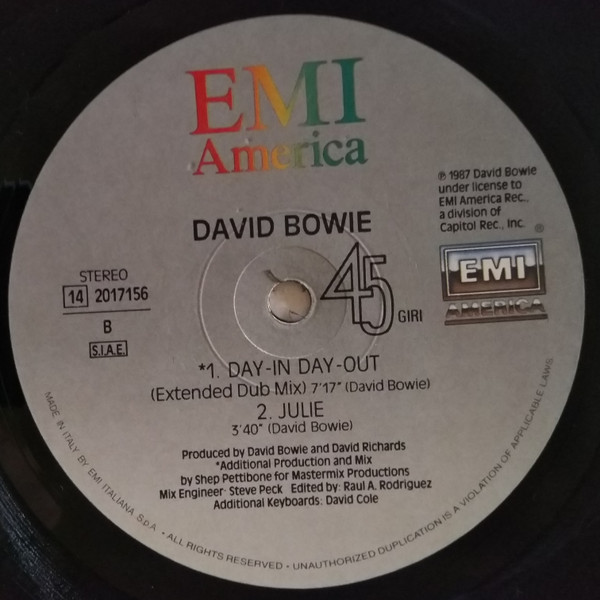 EMI
America
℗ 1987 David Bowie
under license to
EMI America Rec.,
a division of
Capitol Rec., Inc. ®
DAVID BOWIE
STEREO
14 2017156
B
S.I.A.E.
45 GIRI
EMI
AMERICA
*1. DAY-IN DAY-OUT
(Extended Dub Mix) 7'17" (David Bowie)
2. JULIE
3'40" (David Bowie)
Produced by David Bowie and David Richards
*Additional Production and Mix
by Shep Pettibone for Mastermix Productions
Mix Engineer: Steve Peck Edited by: Raul A. Rodriguez
Additional Keyboards: David Cole
MADE IN ITALY BY EMI ITALIANA S.p.A. • ALL RIGHTS RESERVED • UNAUTHORIZED DUPLICATION IS A VIOLATION OF APPLICABLE LAWS